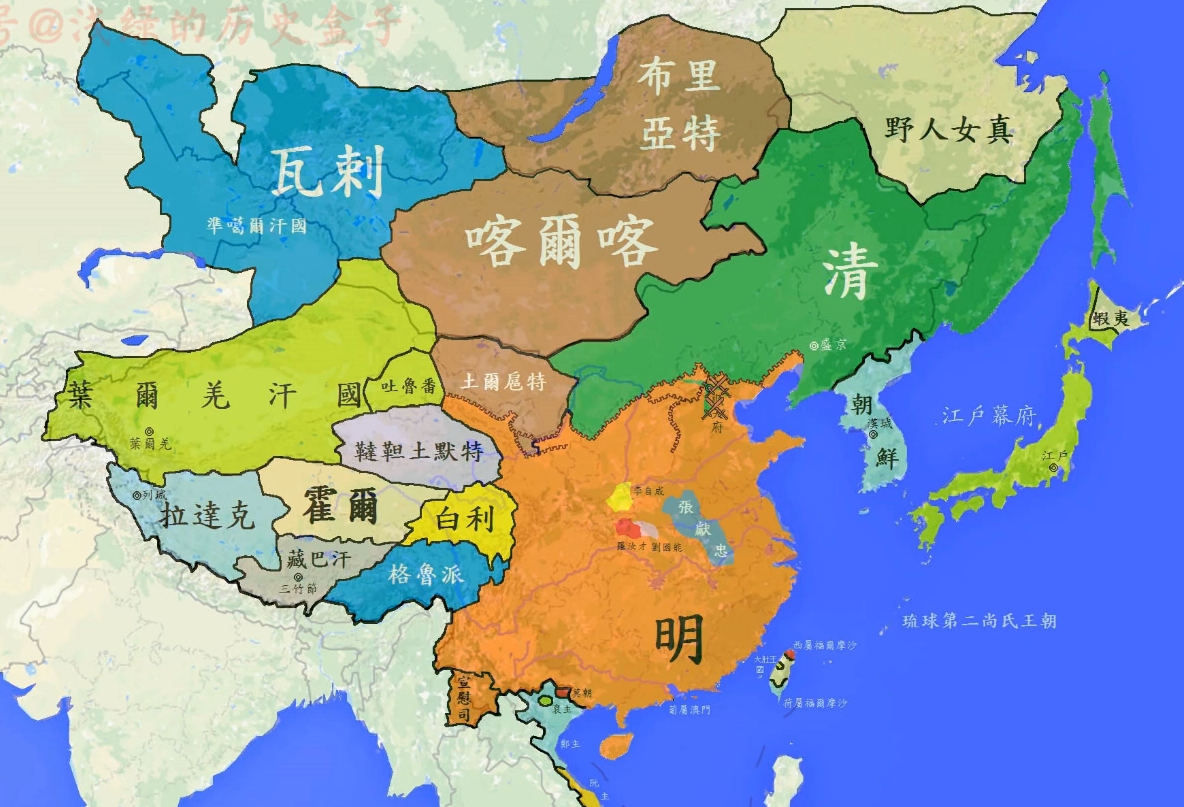 号@浅绿的历史盒子
布里
亞特
野人女真
瓦剌
準噶爾汗國
喀爾喀
清
蝦夷
盛京
土爾扈特
葉爾羌汗國
吐魯番
葉爾羌
朝
漢城
鮮
江戶幕府
江戶
府
韃靼土默特
列城
拉達克
霍爾
白利
李自成
張
獻
忠
羅汝才
劉國能
藏巴汗
三竹節
格魯派
明
琉球第二尚氏王朝
西屬福爾摩沙
大肚王
國
荷屬福爾摩沙
宣
慰
司
莫朝
裒主
葡屬澳門
鄭主
阮
主